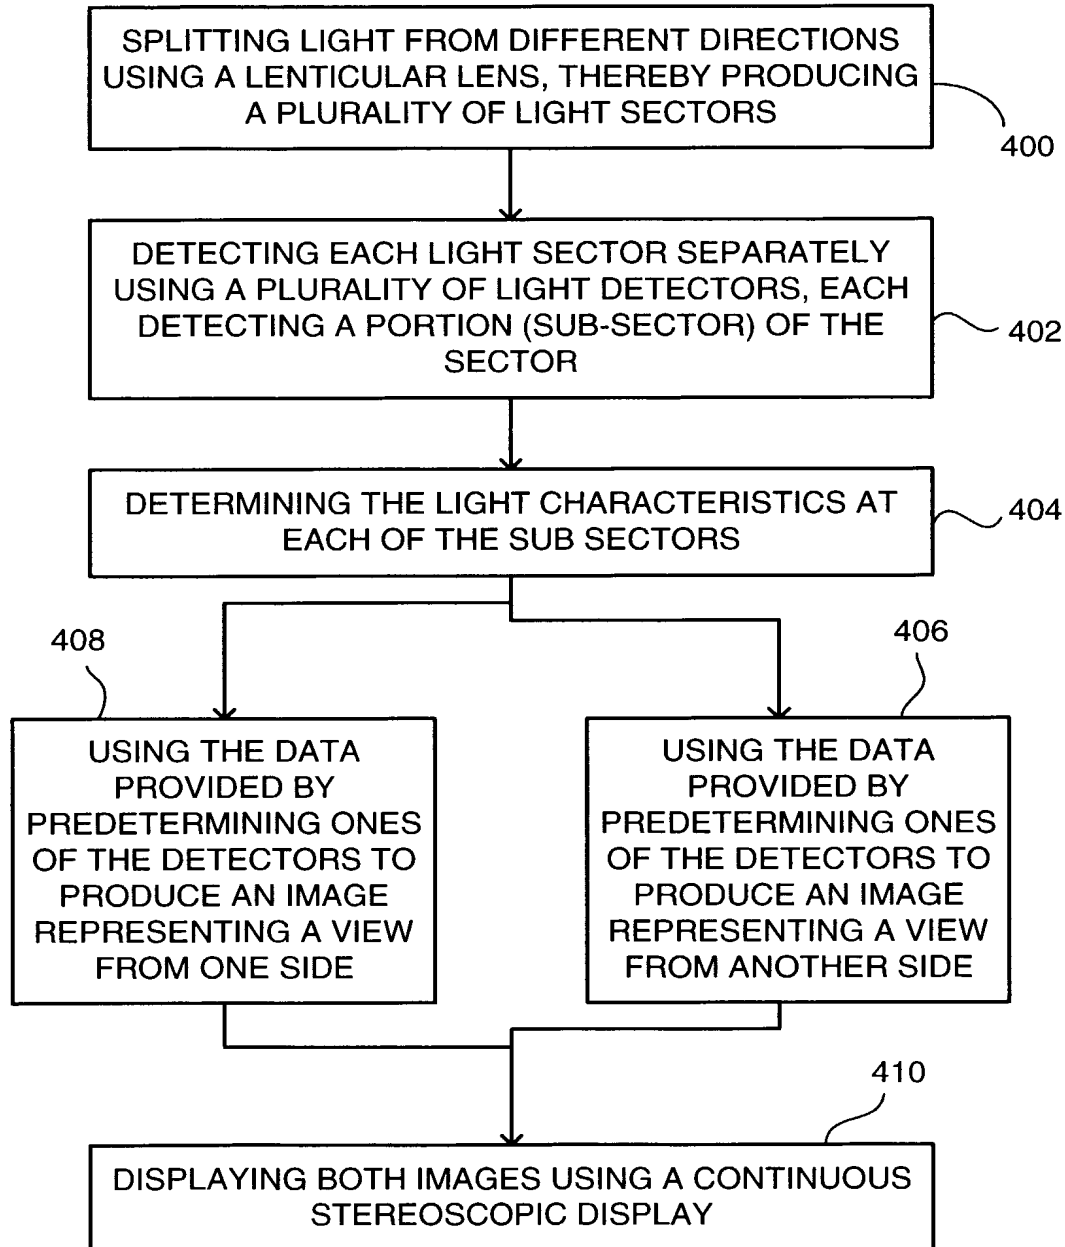 SPLITTING LIGHT FROM DIFFERENT DIRECTIONS
USING A LENTICULAR LENS, THEREBY PRODUCING
A PLURALITY OF LIGHT SECTORS
400
DETECTING EACH LIGHT SECTOR SEPARATELY
USING A PLURALITY OF LIGHT DETECTORS, EACH
DETECTING A PORTION (SUB-SECTOR) OF THE
SECTOR
402
DETERMINING THE LIGHT CHARACTERISTICS AT
EACH OF THE SUB SECTORS
404
408
USING THE DATA
PROVIDED BY
PREDETERMINING ONES
OF THE DETECTORS TO
PRODUCE AN IMAGE
REPRESENTING A VIEW
FROM ONE SIDE
406
USING THE DATA
PROVIDED BY
PREDETERMINING ONES
OF THE DETECTORS TO
PRODUCE AN IMAGE
REPRESENTING A VIEW
FROM ANOTHER SIDE
410
DISPLAYING BOTH IMAGES USING A CONTINUOUS
STEREOSCOPIC DISPLAY